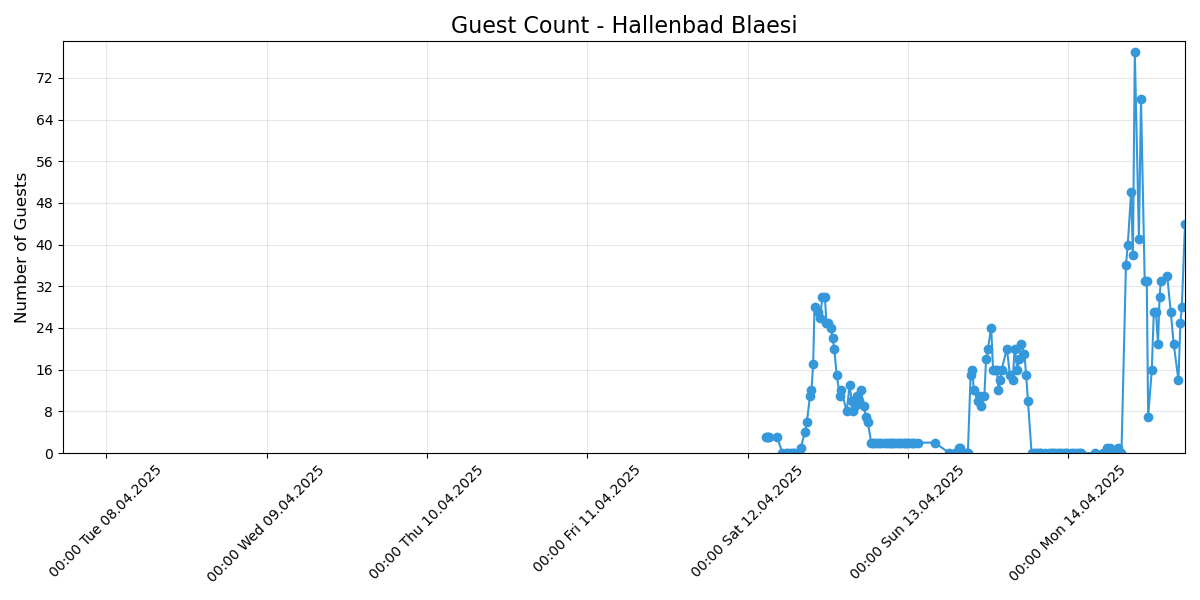 Guest Count - Hallenbad Blaesi
Number of Guests
72
64
56
48
40
32
24
16
8
0
00:00 Tue 08.04.2025
00:00 Wed 09.04.2025
00:00 Thu 10.04.2025
00:00 Fri 11.04.2025
00:00 Sat 12.04.2025
00:00 Sun 13.04.2025
00:00 Mon 14.04.2025